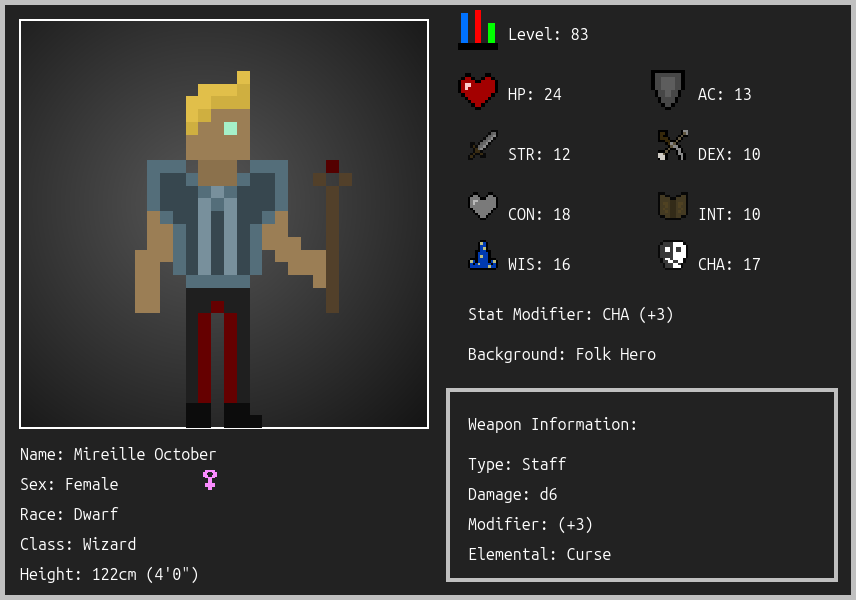 Level: 83
HP: 24
AC: 13
STR: 12
DEX: 10
CON: 18
INT: 10
WIS: 16
CHA: 17
Stat Modifier: CHA (+3)
Background: Folk Hero
Weapon Information:
Type: Staff
Damage: d6
Modifier: (+3)
Elemental: Curse
Name: Mireille October
Sex: Female
Race: Dwarf
Class: Wizard
Height: 122cm (4'0")